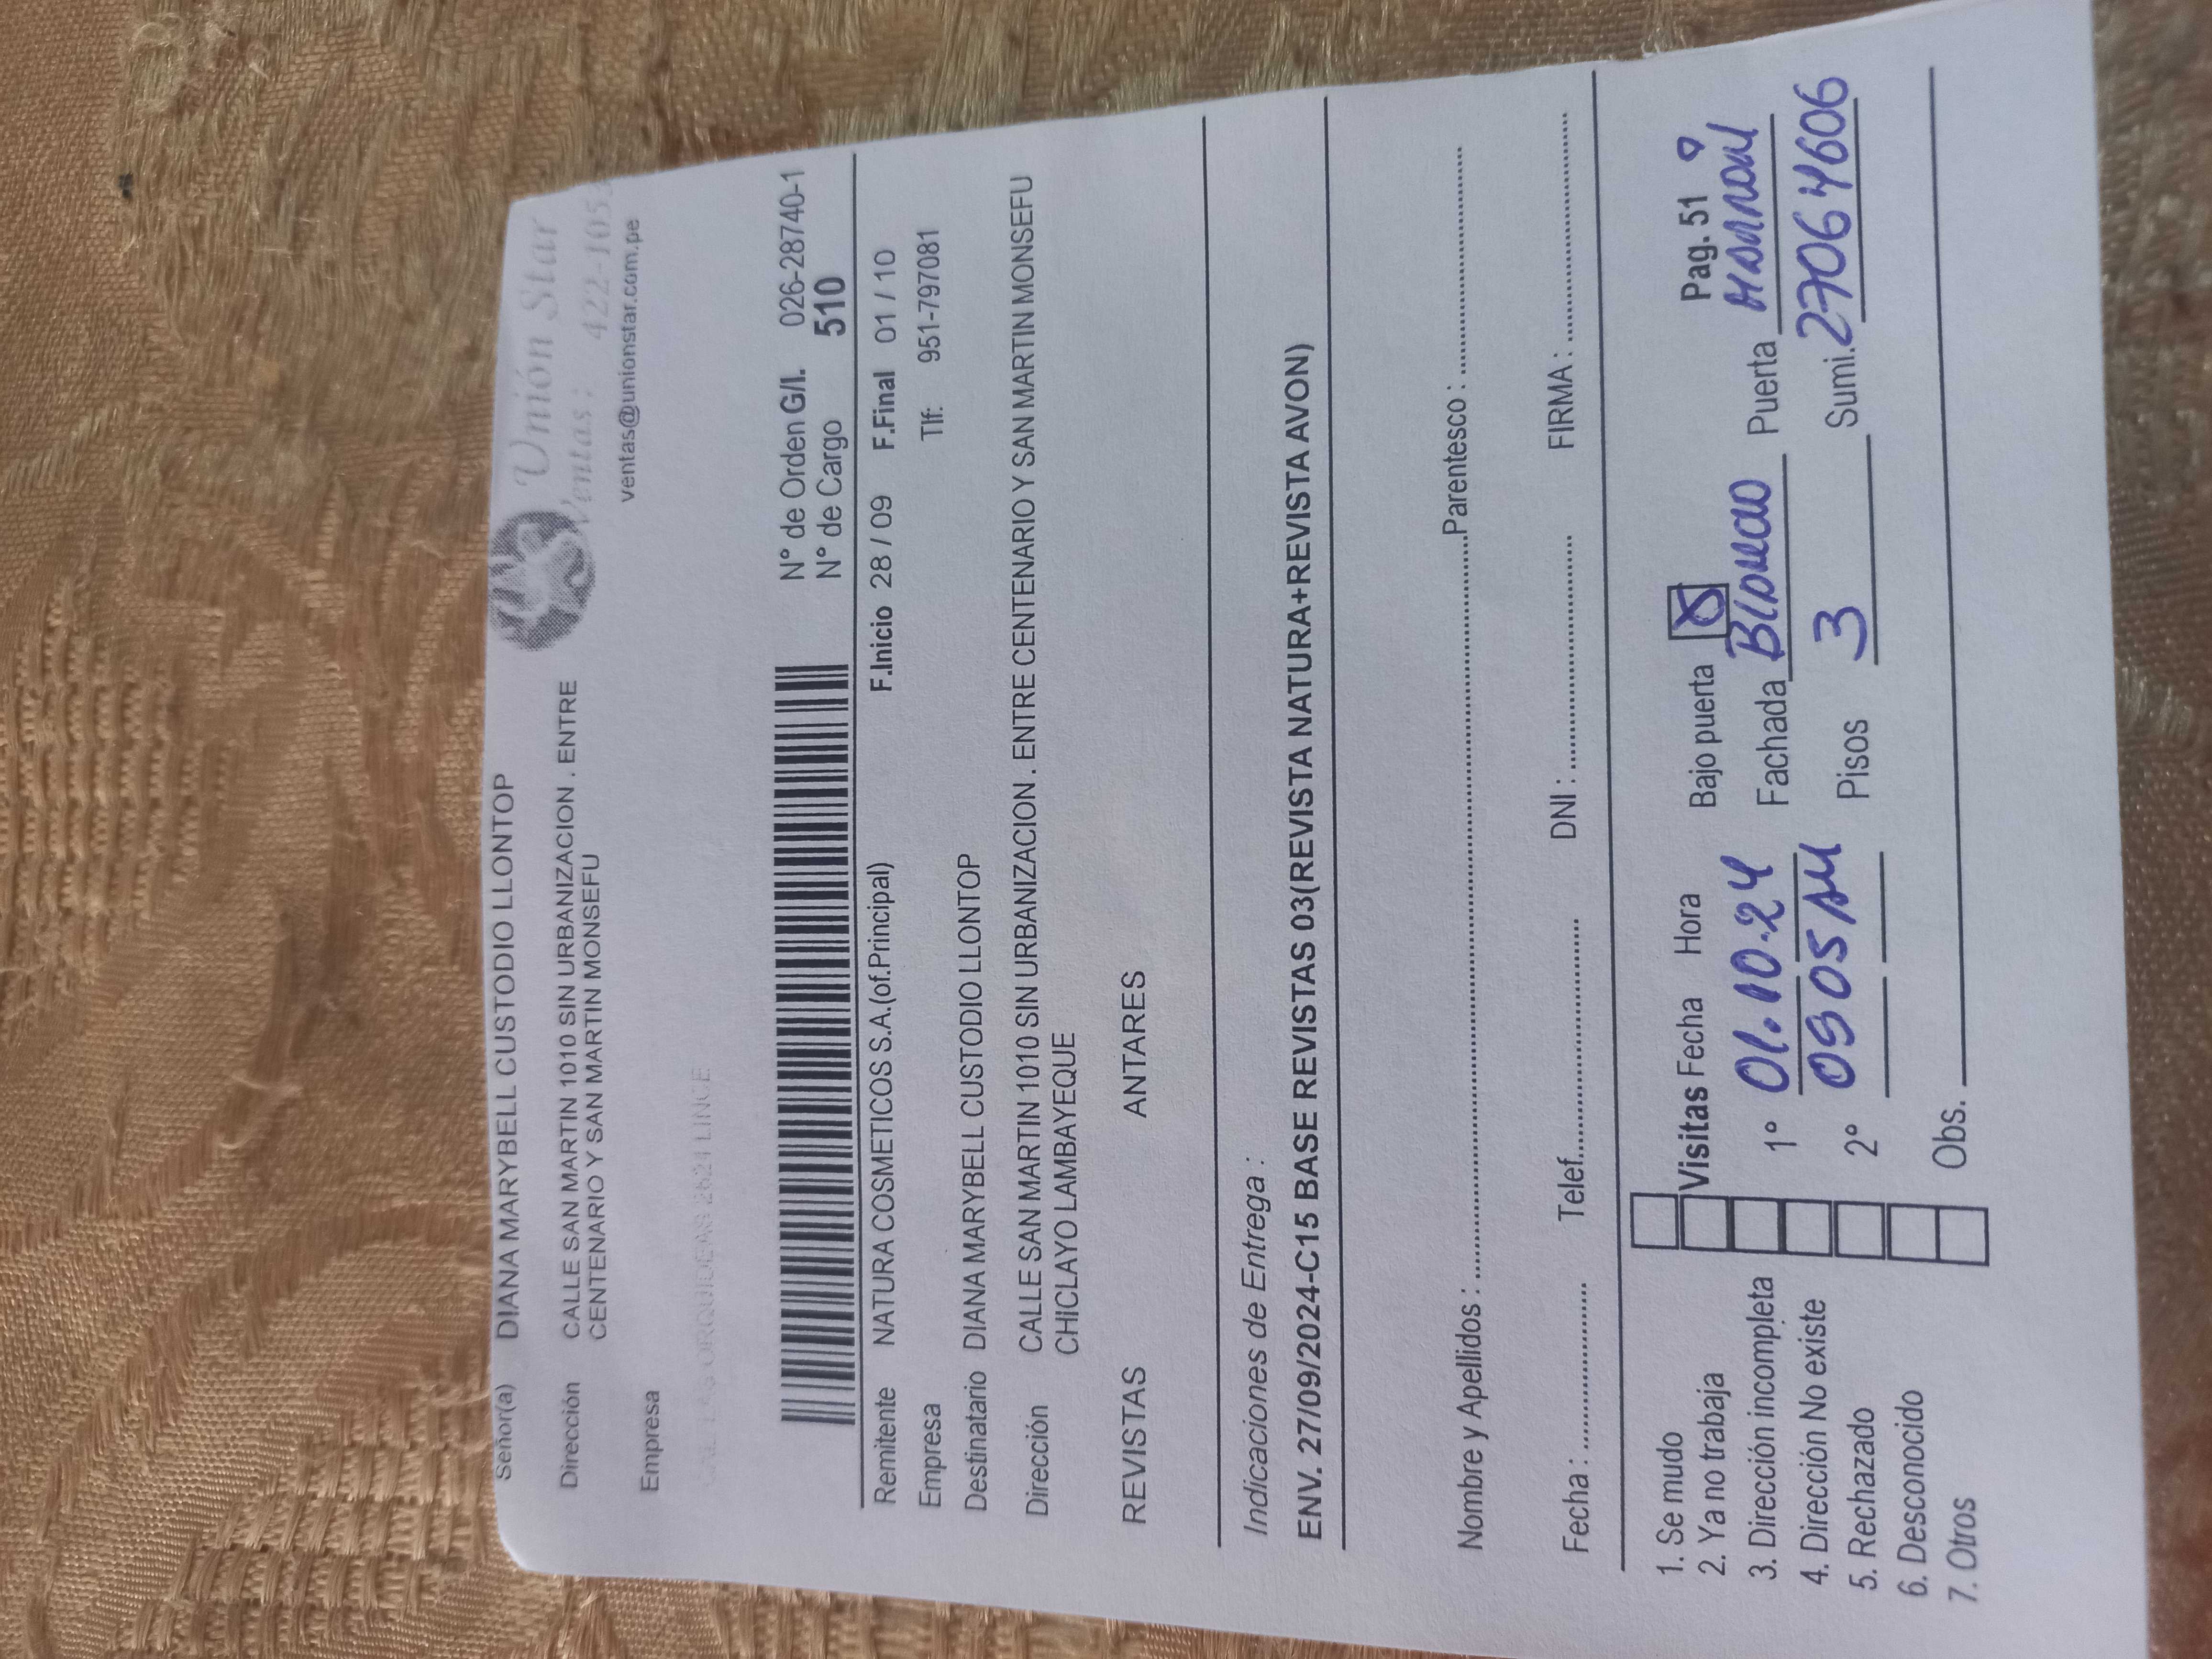 Señor(a) DIANA MARYBELL CUSTODIO LLONTOP
Unión Star
Dirección CALLE SAN MARTIN 1010 SIN URBANIZACION . ENTRE
CENTENARIO Y SAN MARTIN MONSEFU
Ventas : 422-105
ventas@unionstar.com.pe
Empresa
N° de Orden G/I. 026-28740-1
N° de Cargo 510
Remitente NATURA COSMETICOS S.A.(of.Principal) F.Inicio 28 / 09 F.Final 01 / 10
Empresa Tlf: 951-797081
Destinatario DIANA MARYBELL CUSTODIO LLONTOP
Dirección CALLE SAN MARTIN 1010 SIN URBANIZACION . ENTRE CENTENARIO Y SAN MARTIN MONSEFU
CHICLAYO LAMBAYEQUE
REVISTAS ANTARES
Indicaciones de Entrega :
ENV. 27/09/2024-C15 BASE REVISTAS 03(REVISTA NATURA+REVISTA AVON)
Nombre y Apellidos : Parentesco :
Fecha : Telef. DNI : FIRMA :
1. Se mudo
2. Ya no trabaja Visitas Fecha Hora Bajo puerta X Pag. 51
3. Dirección incompleta 1° 01.10.24 Fachada Blanco Puerta
4. Dirección No existe 0905 AM
5. Rechazado 2° Pisos 3 Sumi. 27064606
6. Desconocido
7. Otros Obs.